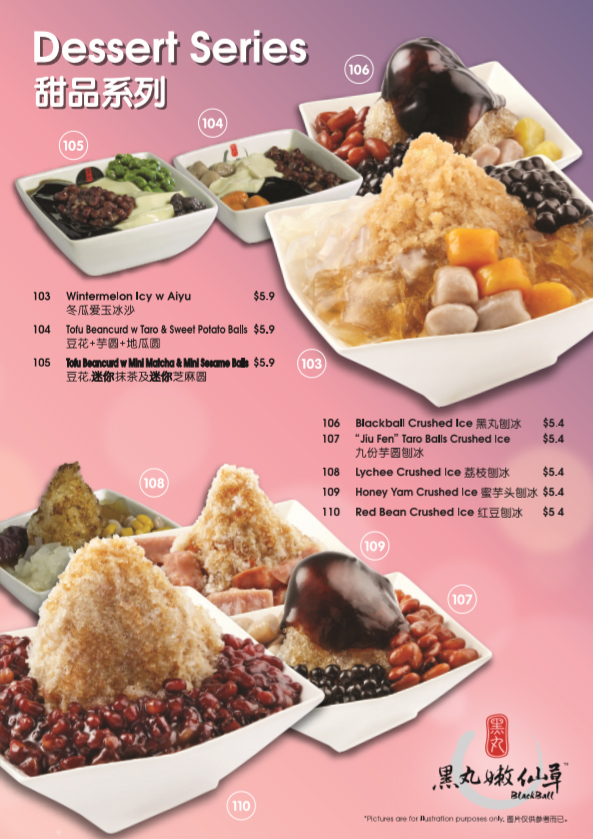 Dessert Series
甜品系列
106
104
105
103 Wintermelon Icy w Aiyu $5.9
冬瓜爱玉冰沙
104 Tofu Beancurd w Taro & Sweet Potato Balls $5.9
豆花+芋圆+地瓜圆
105 Tofu Beancurd w Mini Matcha & Mini Sesame Balls $5.9
豆花,迷你抹茶及迷你芝麻圆
103
106 Blackball Crushed Ice 黑丸刨冰 $5.4
107 "Jiu Fen" Taro Balls Crushed Ice $5.4
九份芋圆刨冰
108 Lychee Crushed Ice 荔枝刨冰 $5.4
109 Honey Yam Crushed Ice 蜜芋头刨冰 $5.4
110 Red Bean Crushed Ice 紅豆刨冰 $5 4
108
109
107
110
黑丸
黑丸嫩仙草™
BlackBall
*Pictures are for Illustration purposes only. 图片仅供参考而已。